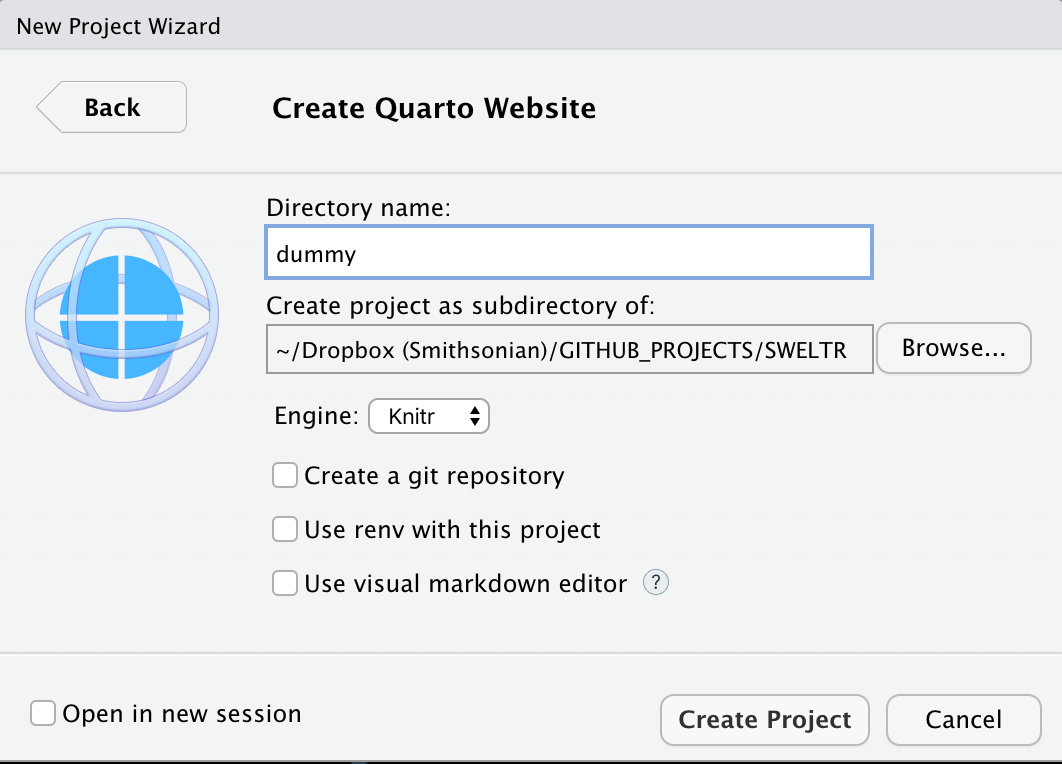 New Project Wizard
Back
Create Quarto Website
Directory name:
dummy
Create project as subdirectory of:
~/Dropbox (Smithsonian)/GITHUB_PROJECTS/SWELTR
Browse...
Engine: Knitr
Create a git repository
Use renv with this project
Use visual markdown editor ?
Open in new session
Create Project
Cancel